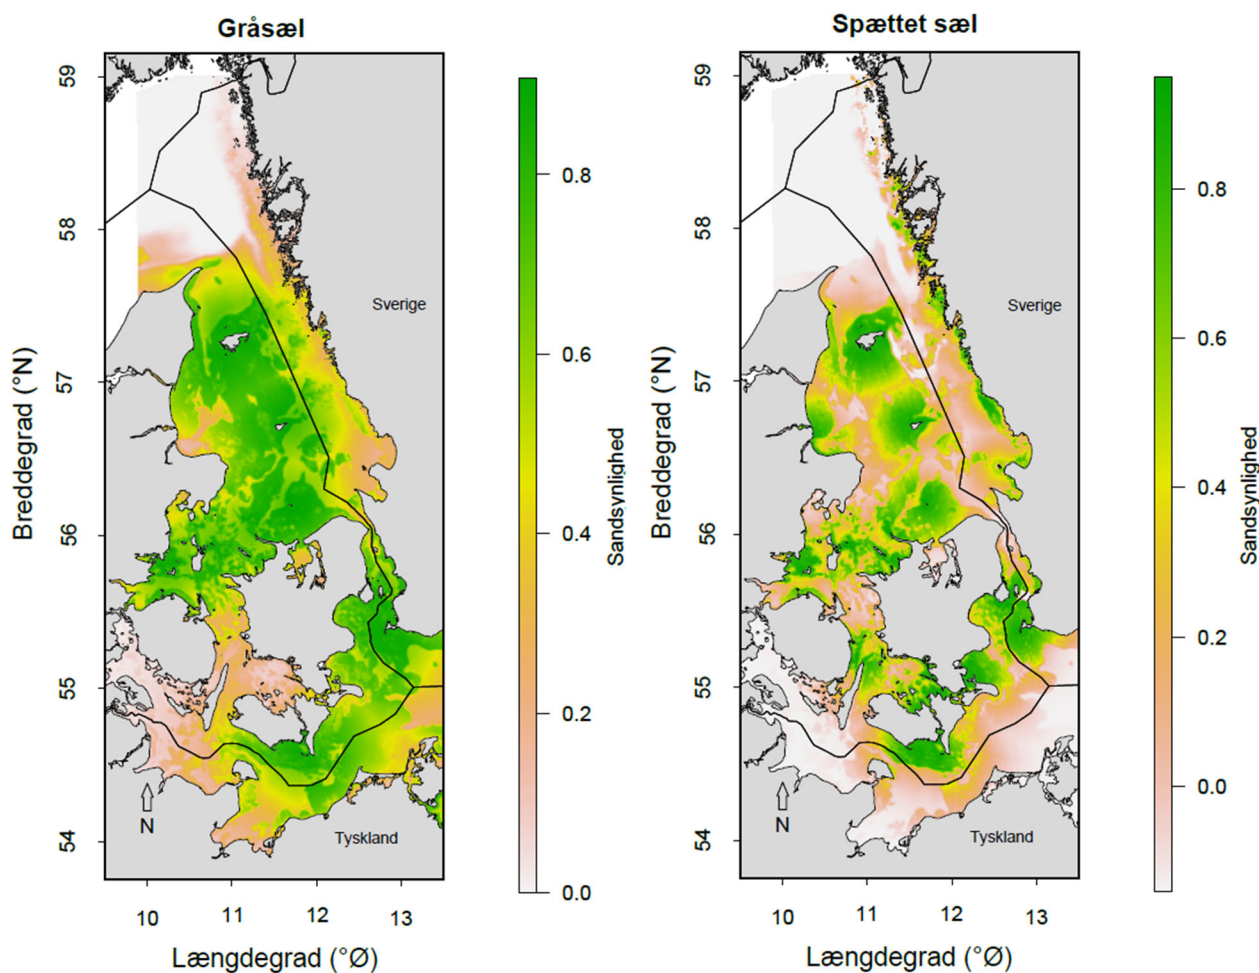 Gråsæl
59
58
57
56
55
54
Breddegrad (°N)
Sverige
Tyskland
N
10
11
12
13
Længdegrad (°Ø)
0.8
0.6
0.4
0.2
0.0
Sandsynlighed
Spættet sæl
59
58
57
56
55
54
Breddegrad (°N)
Sverige
Tyskland
N
10
11
12
13
Længdegrad (°Ø)
0.8
0.6
0.4
0.2
0.0
Sandsynlighed